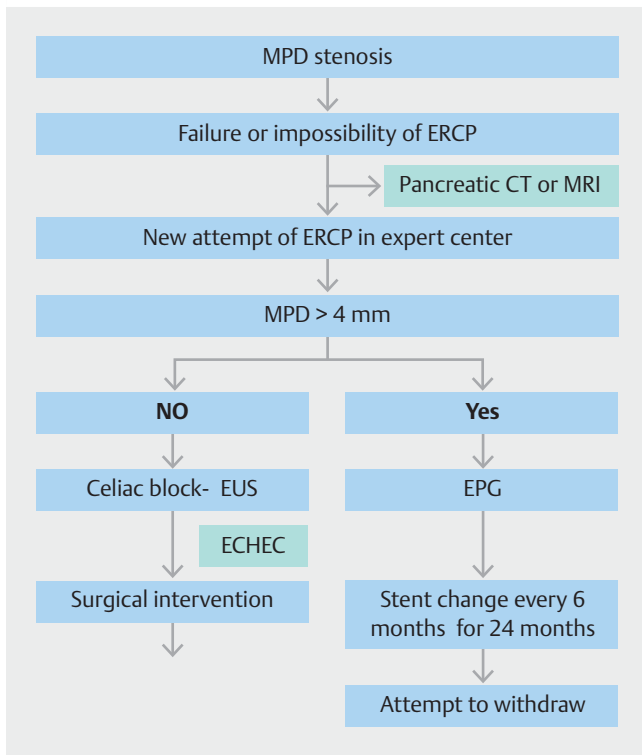 MPD stenosis
Failure or impossibility of ERCP
Pancreatic CT or MRI
New attempt of ERCP in expert center
MPD > 4 mm
NO
Yes
Celiac block- EUS
EPG
ECHEC
Surgical intervention
Stent change every 6
months for 24 months
Attempt to withdraw